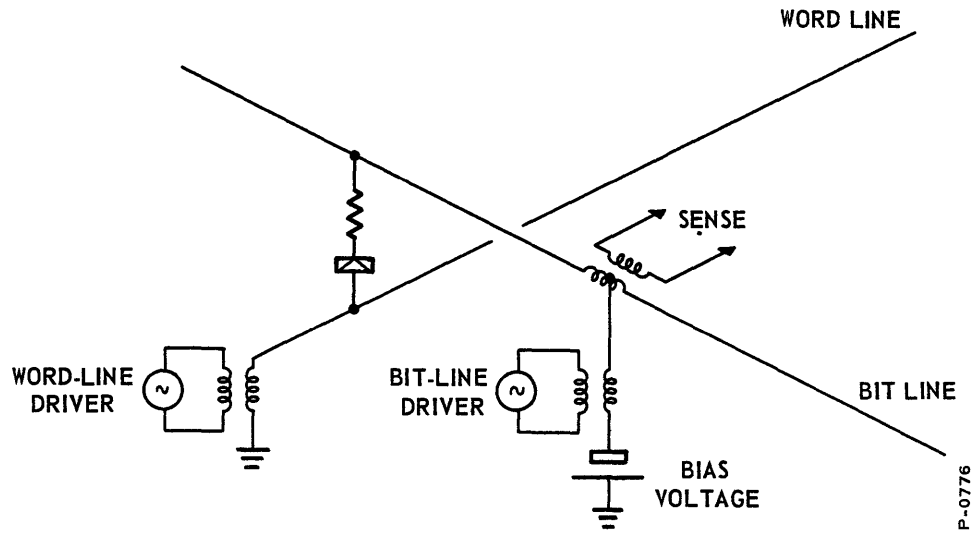 WORD LINE
SENSE
WORD-LINE
DRIVER
BIT-LINE
DRIVER
BIT LINE
BIAS
VOLTAGE
P-0776